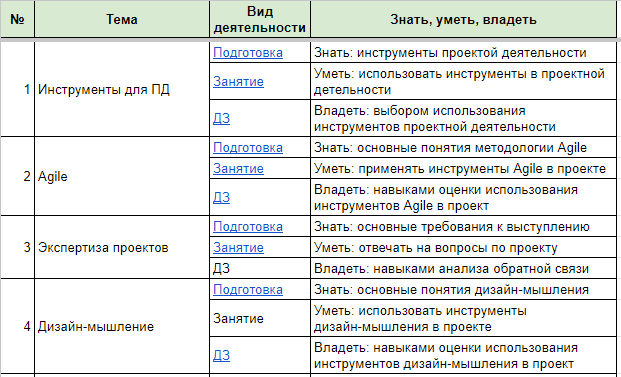 № Тема Вид деятельности Знать, уметь, владеть
1 Инструменты для ПД
Подготовка Знать: инструменты проектой деятельности
Занятие Уметь: использовать инструменты в проектной
детельности
ДЗ Владеть: выбором использования
инструментов проектной деятельности
2 Agile
Подготовка Знать: основные понятия методологии Agile
Занятие Уметь: применять инструменты Agile в проекте
ДЗ Владеть: навыками оценки использования
инструментов Agile в проект
3 Экспертиза проектов
Подготовка Знать: основные требования к выступлению
Занятие Уметь: отвечать на вопросы по проекту
ДЗ Владеть: навыками анализа обратной связи
4 Дизайн-мышление
Подготовка Знать: основные понятия дизайн-мышления
Занятие Уметь: использовать инструменты
дизайн-мышления в проекте
ДЗ Владеть: навыками оценки использования
инструментов дизайн-мышления в проект